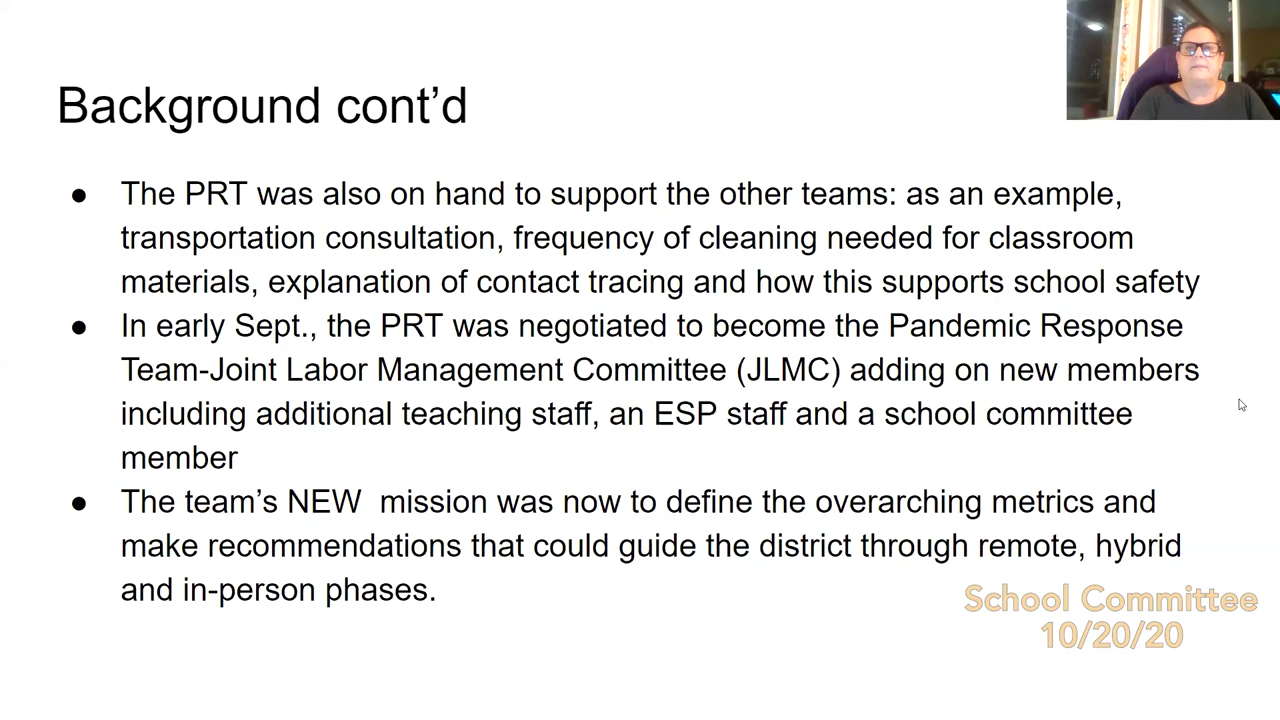 Background cont’d
● The PRT was also on hand to support the other teams: as an example,
transportation consultation, frequency of cleaning needed for classroom
materials, explanation of contact tracing and how this supports school safety
● In early Sept., the PRT was negotiated to become the Pandemic Response
Team-Joint Labor Management Committee (JLMC) adding on new members
including additional teaching staff, an ESP staff and a school committee
member
● The team’s NEW  mission was now to define the overarching metrics and
make recommendations that could guide the district through remote, hybrid
and in-person phases.
School Committee
10/20/20